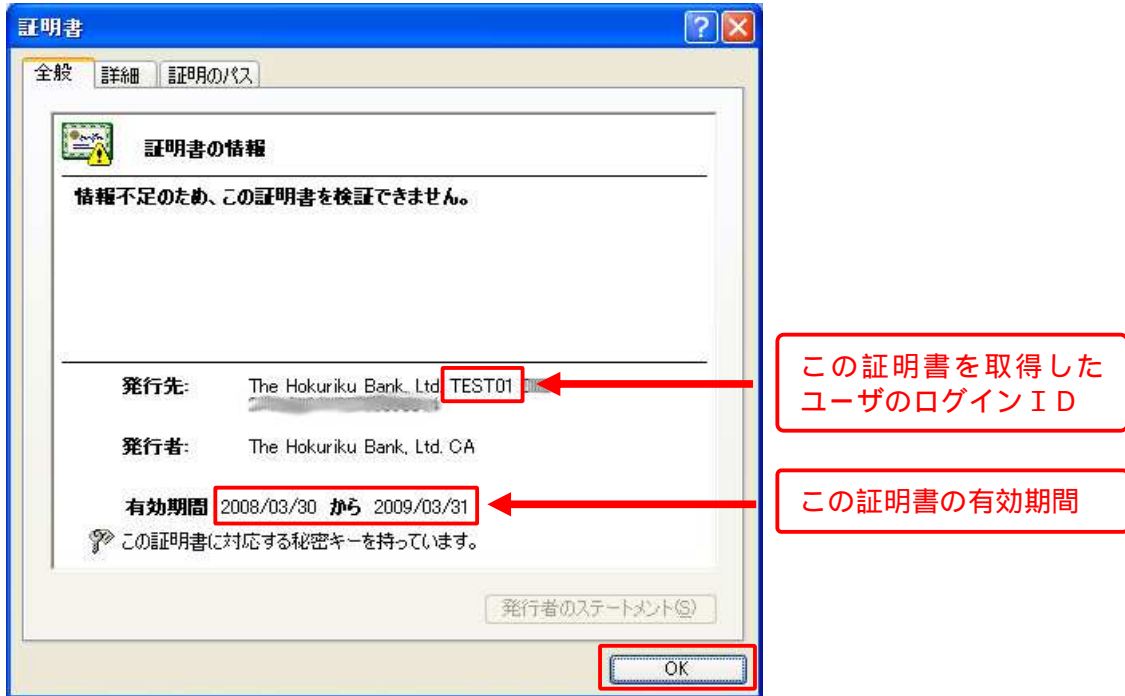 証明書
全般 詳細 証明のパス
証明書の情報
情報不足のため、この証明書を検証できません。
発行先: The Hokuriku Bank, Ltd. TEST01
発行者: The Hokuriku Bank, Ltd. CA
有効期間 2008/03/30 から 2009/03/31
この証明書に対応する秘密キーを持っています。
発行者のステートメント(S)
OK
この証明書を取得した
ユーザのログインＩＤ
この証明書の有効期間